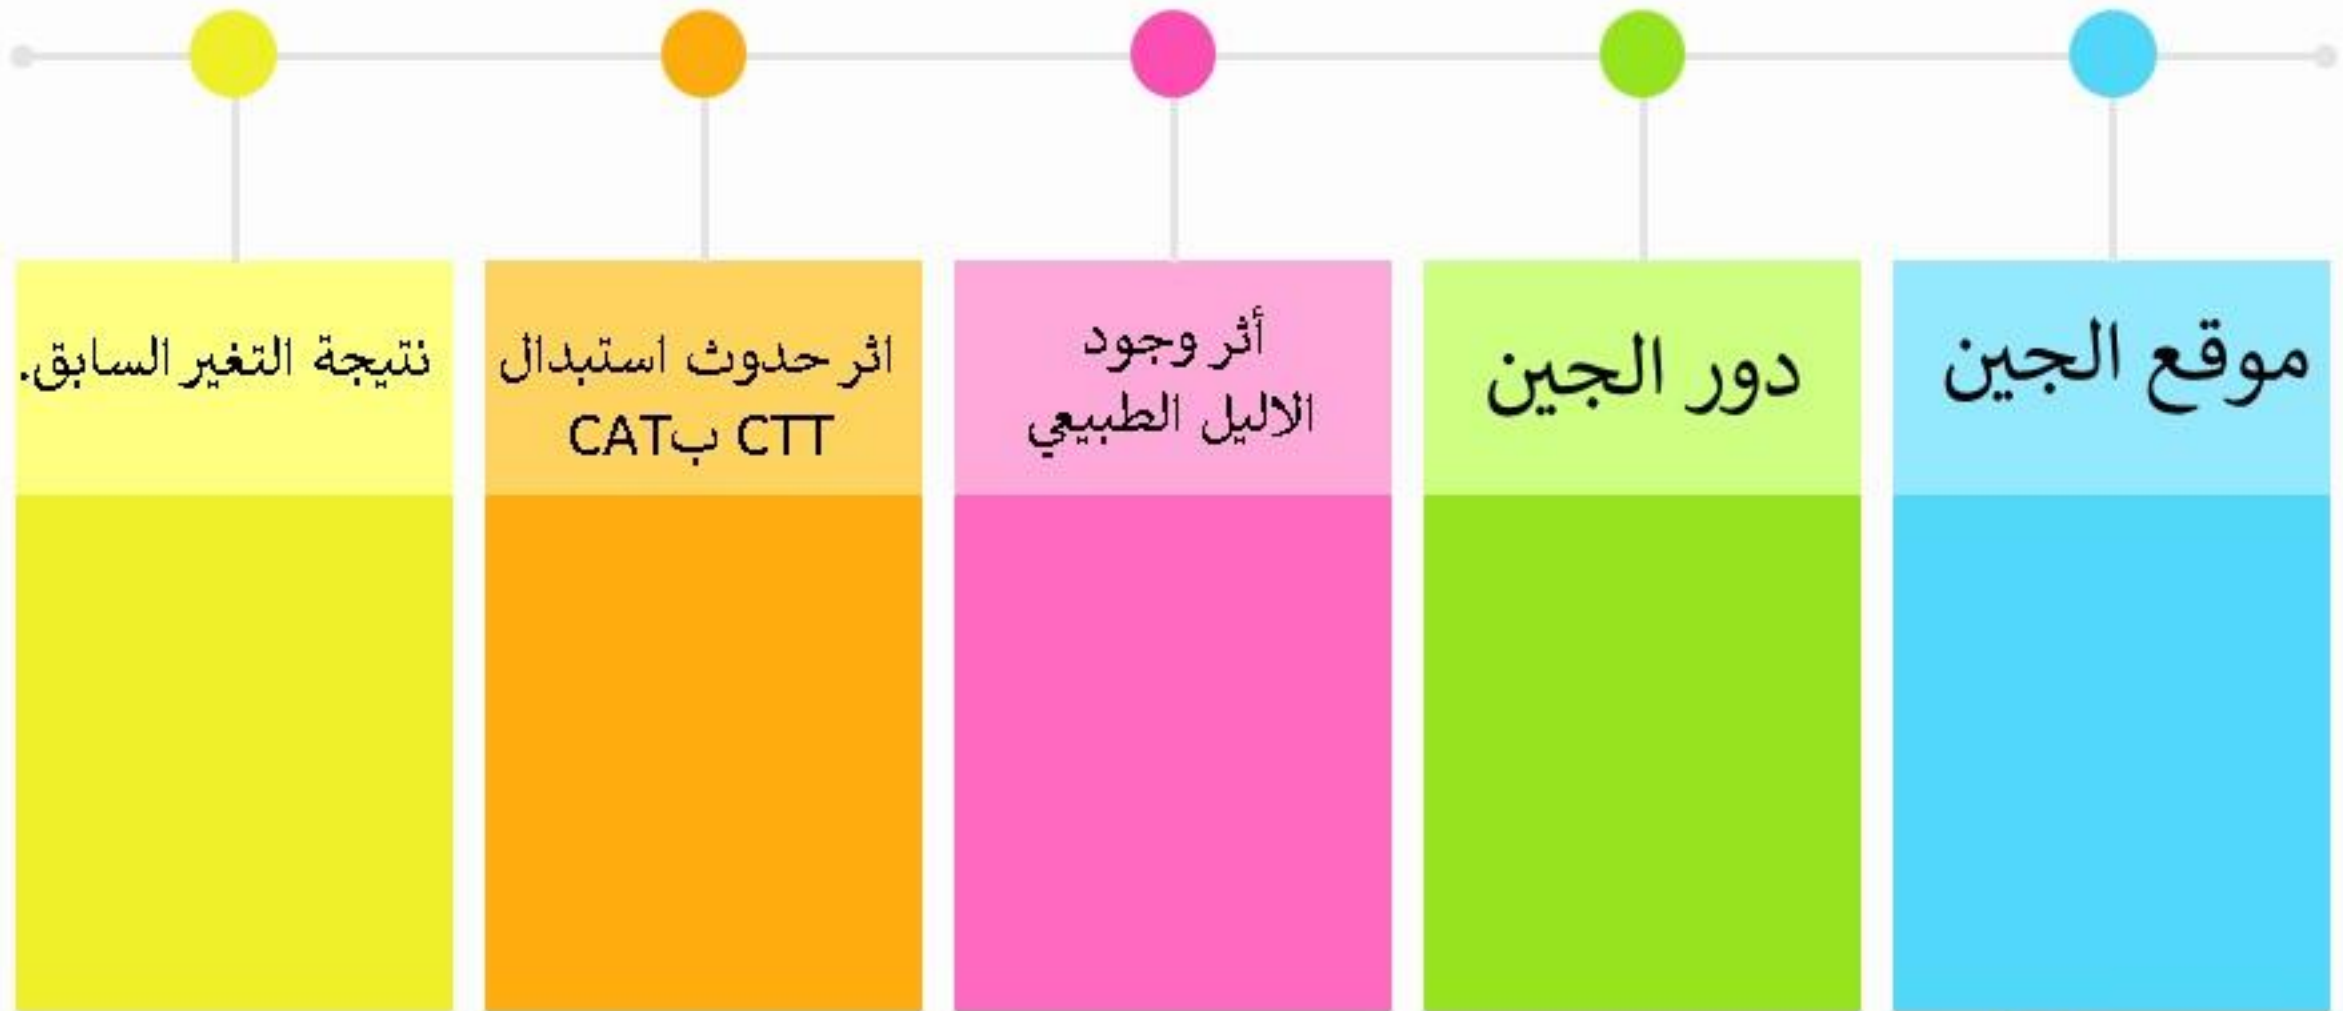 موقع الجين
دور الجين
أثر وجود
الاليل الطبيعي
اثر حدوث استبدال
CTT بCAT
نتيجة التغير السابق.